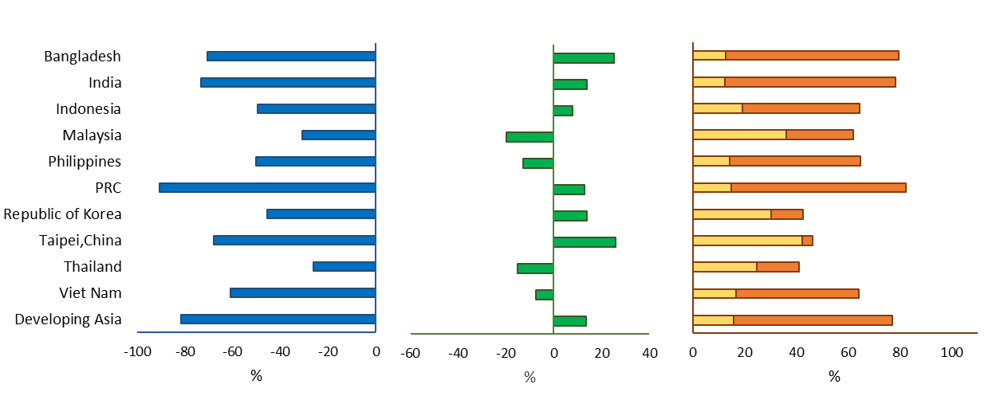 Bangladesh
India
Indonesia
Malaysia
Philippines
PRC
Republic of Korea
Taipei,China
Thailand
Viet Nam
Developing Asia
-100 -80 -60 -40 -20 0
%
-60 -40 -20 0 20 40
%
0 20 40 60 80 100
%